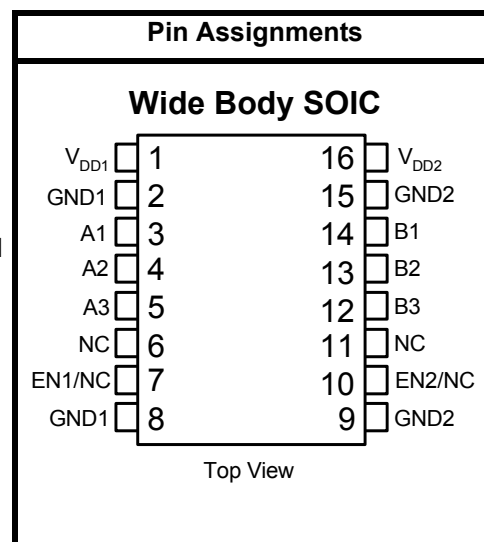 Pin Assignments
Wide Body SOIC
VDD1 1 16 VDD2
GND1 2 15 GND2
A1 3 14 B1
A2 4 13 B2
A3 5 12 B3
NC 6 11 NC
EN1/NC 7 10 EN2/NC
GND1 8 9 GND2
Top View